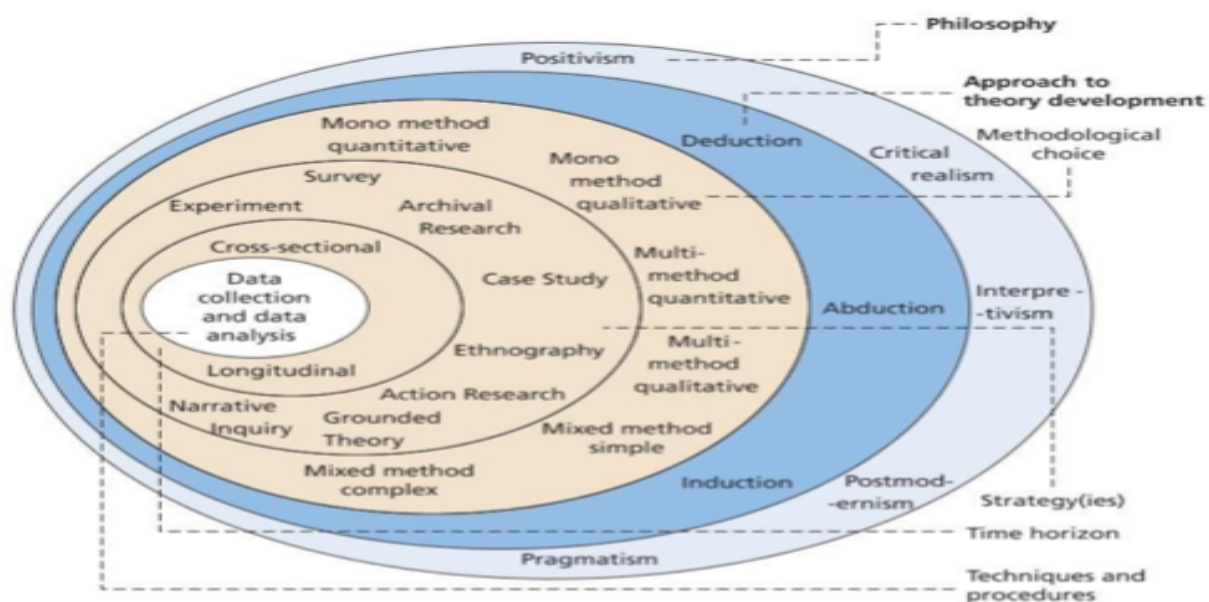 Philosophy
Positivism
Approach to
theory development
Mono method
quantitative
Deduction
Methodological
choice
Critical
realism
Mono
method
qualitative
Survey
Experiment
Archival
Research
Cross-sectional
Data
collection
and data
analysis
Case Study
Multi-
method
quantitative
Abduction
Interpre -
-tivism
Ethnography
Multi -
method
qualitative
Longitudinal
Action Research
Narrative
Inquiry
Grounded
Theory
Mixed method
simple
Mixed method
complex
Induction
Postmod-
-ernism
Strategy(ies)
Time horizon
Pragmatism
Techniques and
procedures